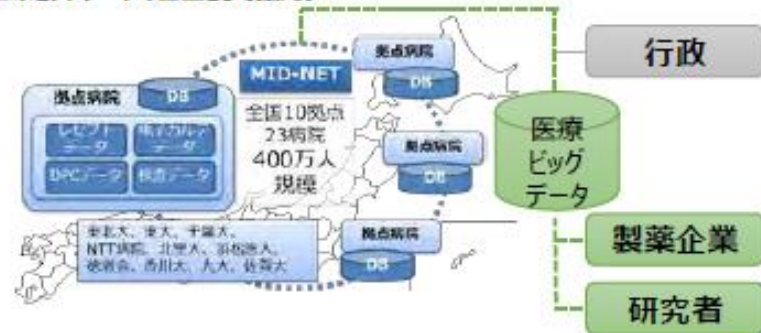 拠点病院
DB
MID-NET
行政
拠点病院
DB
全国10拠点
23病院
400万人
規模
レセプト
データ
電子カルテ
データ
DPCデータ
検査データ
医療
ビッグ
データ
拠点病院
DB
東北大、東大、千葉大、
NTT病院、北里大、浜松医大、
徳洲会、香川大、九大、佐賀大
拠点病院
DB
製薬企業
研究者